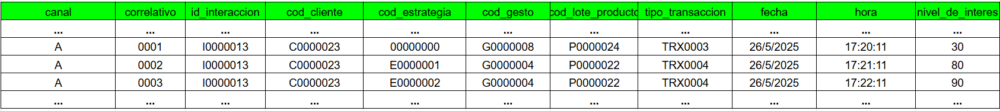 canal correlativo id_interaccion cod_cliente cod_estrategia cod_gesto cod_lote_producto tipo_transaccion fecha hora nivel_de_interes
... ... ... ... ... ... ... ... ... ... ...
A 0001 I0000013 C0000023 00000000 G0000008 P0000024 TRX0003 26/5/2025 17:20:11 30
A 0002 I0000013 C0000023 E0000001 G0000004 P0000022 TRX0004 26/5/2025 17:21:11 80
A 0003 I0000013 C0000023 E0000002 G0000004 P0000022 TRX0004 26/5/2025 17:22:11 90
... ... ... ... ... ... ... ... ... ... ...